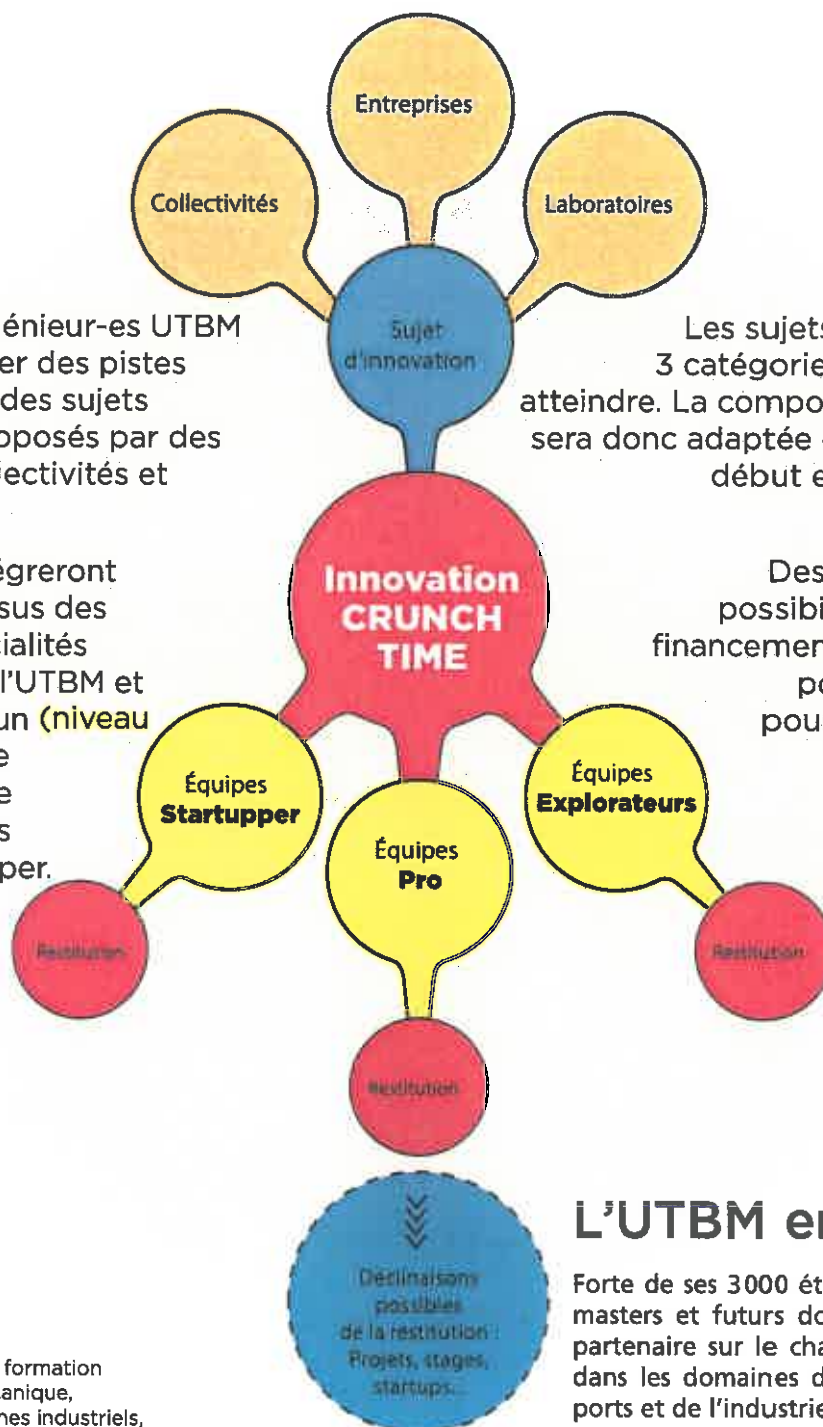 Entreprises
Collectivités
Laboratoires
Sujet
d'innovation
énieur-es UTBM
er des pistes
des sujets
oposés par des
ectivités et
Les sujets
3 catégorie
atteindre. La compo
sera donc adaptée
début e
égreront
sus des
cialités
l'UTBM et
un (niveau
e
e
s
per.
Innovation
CRUNCH
TIME
Des
possibi
financemen
po
pou
Équipes
Startupper
Équipes
Pro
Équipes
Explorateurs
Restitution
Restitution
Restitution
Déclinaisons
possibles
de la restitution :
Projets, stages,
startups...
formation
anique,
mes industriels,
L'UTBM e
Forte de ses 3000 ét
masters et futurs do
partenaire sur le cha
dans les domaines d
ports et de l'industrie